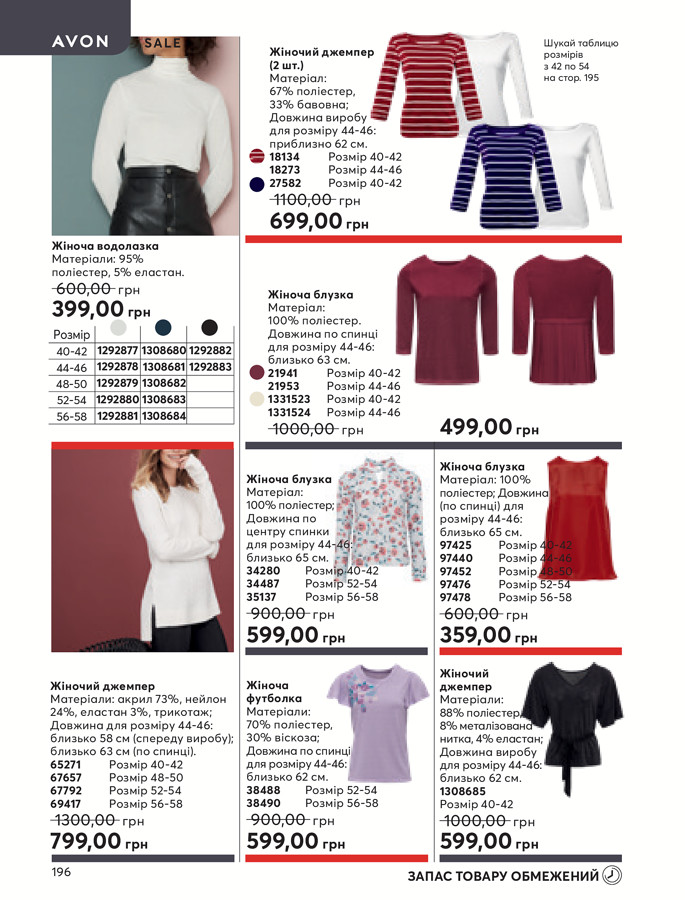 AVON
SALE
Жіноча водолазка
Матеріали: 95%
поліестер, 5% еластан.
600,00 грн
399,00 грн
Розмір
40-42 1292877 1308680 1292882
44-46 1292878 1308681 1292883
48-50 1292879 1308682
52-54 1292880 1308683
56-58 1292881 1308684
Жіночий джемпер
(2 шт.)
Матеріал:
67% поліестер,
33% бавовна;
Довжина виробу
для розміру 44-46:
приблизно 62 см.
18134 Розмір 40-42
18273 Розмір 44-46
27582 Розмір 40-42
1100,00 грн
699,00 грн
Шукай таблицю
розмірів
з 42 по 54
на стор. 195
Жіноча блузка
Матеріал:
100% поліестер.
Довжина по спинці
для розміру 44-46:
близько 63 см.
21941 Розмір 40-42
21953 Розмір 44-46
1331523 Розмір 40-42
1331524 Розмір 44-46
1000,00 грн
499,00 грн
Жіноча блузка
Матеріал:
100% поліестер;
Довжина по
центру спинки
для розміру 44-46:
близько 65 см.
34280 Розмір 40-42
34487 Розмір 52-54
35137 Розмір 56-58
900,00 грн
599,00 грн
Жіноча блузка
Матеріал: 100%
поліестер; Довжина
(по спинці) для
розміру 44-46:
близько 65 см.
97425 Розмір 40-42
97440 Розмір 44-46
97452 Розмір 48-50
97476 Розмір 52-54
97478 Розмір 56-58
600,00 грн
359,00 грн
Жіночий джемпер
Матеріали: акрил 73%, нейлон
24%, еластан 3%, трикотаж;
Довжина для розміру 44-46:
близько 58 см (спереду виробу);
близько 63 см (по спинці).
65271 Розмір 40-42
67657 Розмір 48-50
67792 Розмір 52-54
69417 Розмір 56-58
1300,00 грн
799,00 грн
Жіноча
футболка
Матеріали:
70% поліестер,
30% віскоза;
Довжина по спинці
для розміру 44-46:
близько 62 см.
38488 Розмір 52-54
38490 Розмір 56-58
900,00 грн
599,00 грн
Жіночий
джемпер
Матеріали:
88% поліестер,
8% металізована
нитка, 4% еластан;
Довжина виробу
для розміру 44-46:
близько 62 см.
1308685
Розмір 40-42
1000,00 грн
599,00 грн
196
ЗАПАС ТОВАРУ ОБМЕЖЕНИЙ